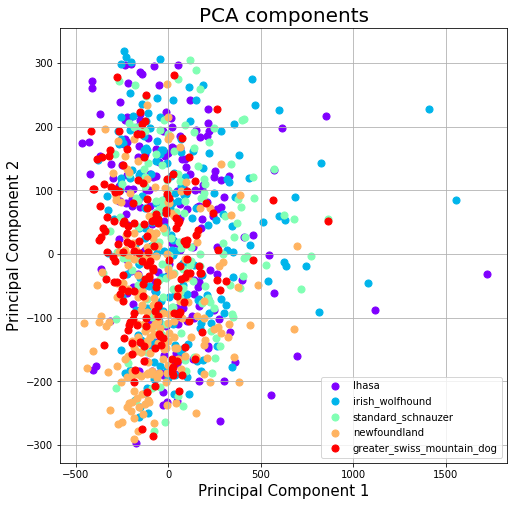 PCA components
Principal Component 2
300
200
100
0
−100
−200
−300
−500
0
500
1000
1500
Principal Component 1
lhasa
irish_wolfhound
standard_schnauzer
newfoundland
greater_swiss_mountain_dog